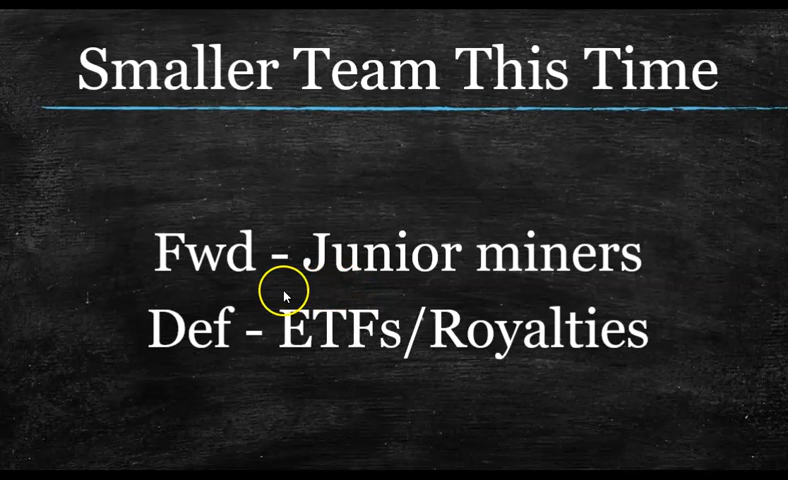 Smaller Team This Time
Fwd - Junior miners
Def - ETFs/Royalties